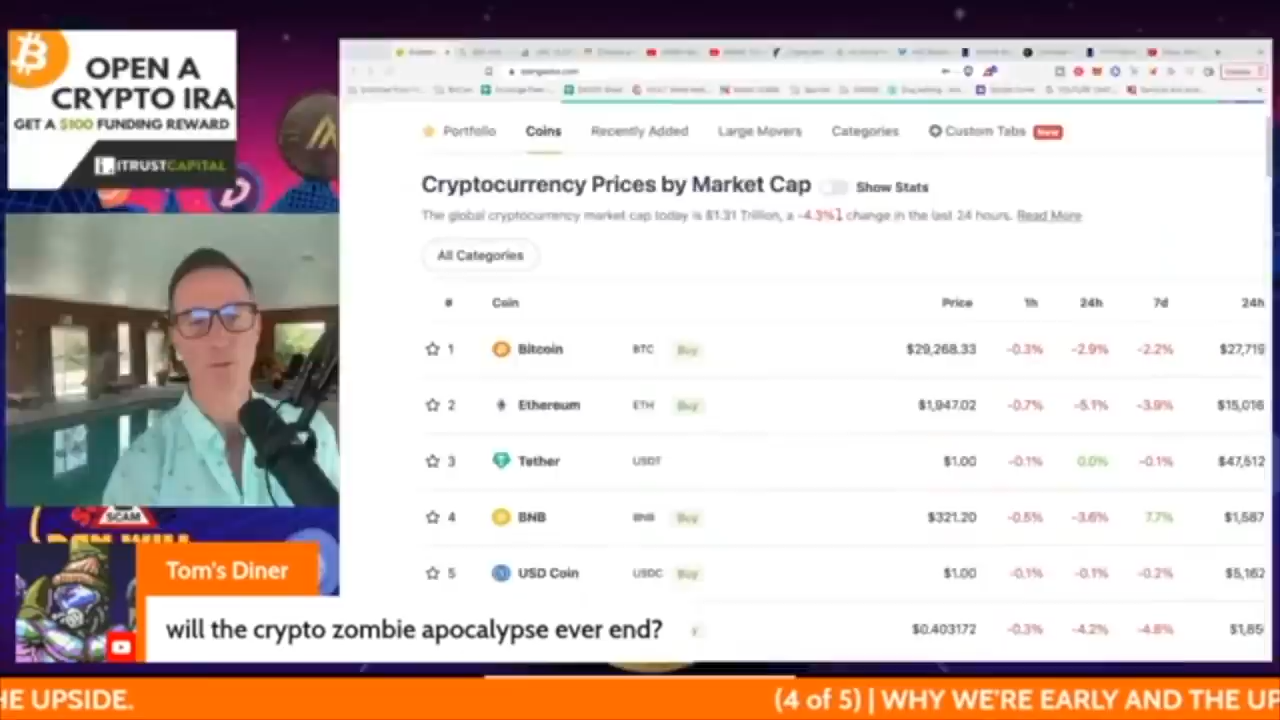 OPEN A
CRYPTO IRA
GET A $100 FUNDING REWARD
ITRUSTCAPITAL
Portfolio Coins Recently Added Large Movers Categories Custom Tabs New
Cryptocurrency Prices by Market Cap Show Stats
The global cryptocurrency market cap today is $1.31 Trillion, a -4.3% change in the last 24 hours. Read More
All Categories
# Coin Price 1h 24h 7d 24h
1 Bitcoin BTC Buy $29,268.33 -0.3% -2.9% -2.2% $27,719
2 Ethereum ETH Buy $1,947.02 -0.7% -5.1% -3.9% $15,016
3 Tether USDT $1.00 -0.1% 0.0% -0.1% $47,512
4 BNB BNB Buy $321.20 -0.5% -3.6% 7.7% $1,587
5 USD Coin USDC Buy $1.00 -0.1% -0.1% -0.2% $5,162
$0.403172 -0.3% -4.2% -4.8% $1,85
SCAM
Tom's Diner
will the crypto zombie apocalypse ever end?
HE UPSIDE. (4 of 5) | WHY WE'RE EARLY AND THE UP